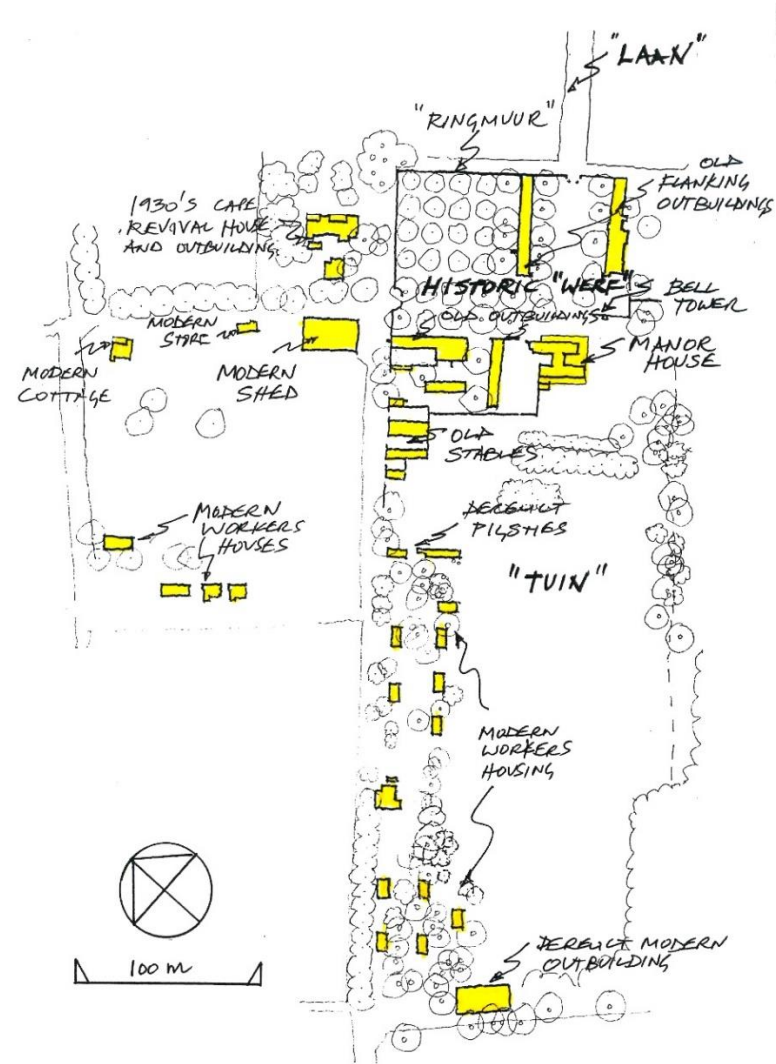 "LAAN"
"RINGMUUR"
OLD
FLANKING
OUTBUILDINGS
1930'S CAPE
REVIVAL HOUSE
AND OUTBUILDING
HISTORIC "WERF"
BELL
TOWER
OLD OUTBUILDINGS
MODERN
STORE
MANOR
HOUSE
MODERN
COTTAGE
MODERN
SHED
OLD
STABLES
MODERN
WORKERS
HOUSES
DERELICT
PIGSTIES
"TUIN"
MODERN
WORKERS
HOUSING
100 m
DERELICT MODERN
OUTBUILDING